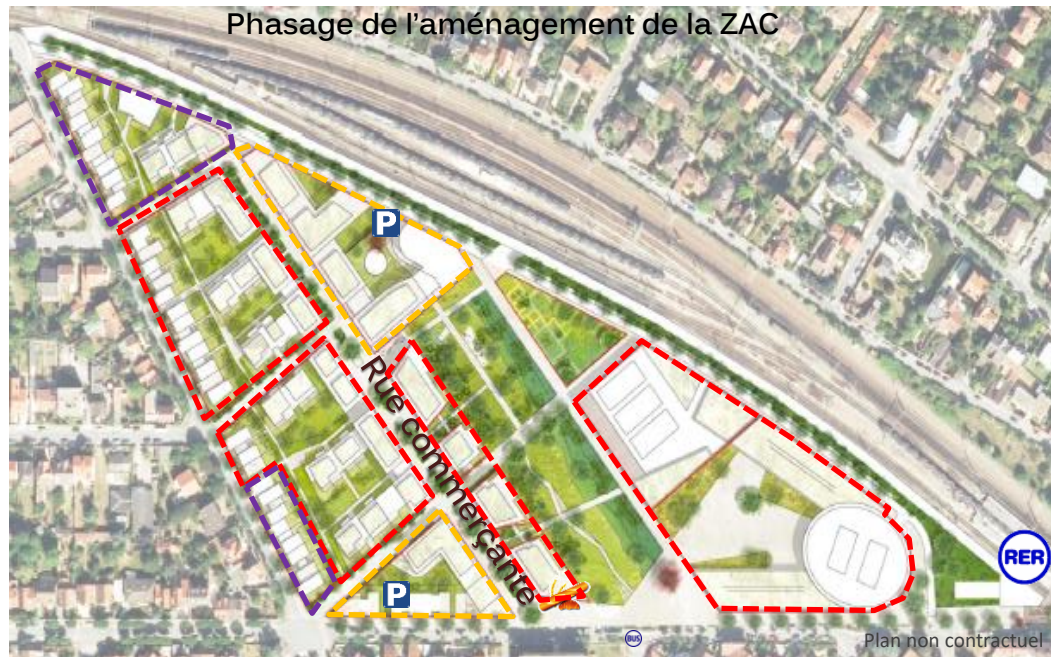 Phasage de l'aménagement de la ZAC
P
Rue commerçante
P
RER
BUS
Plan non contractuel